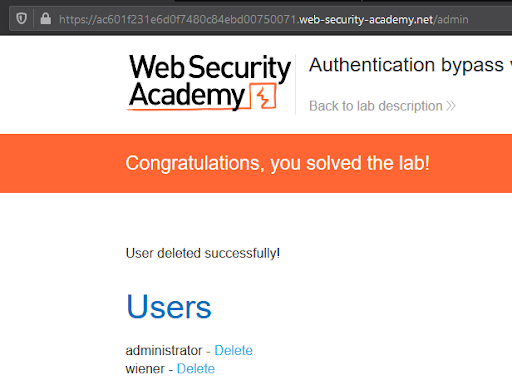 https://ac601f231e6d0f7480c84ebd00750071.web-security-academy.net/admin
Web Security
Academy
Authentication bypass
Back to lab description
Congratulations, you solved the lab!
User deleted successfully!
Users
administrator - Delete
wiener - Delete